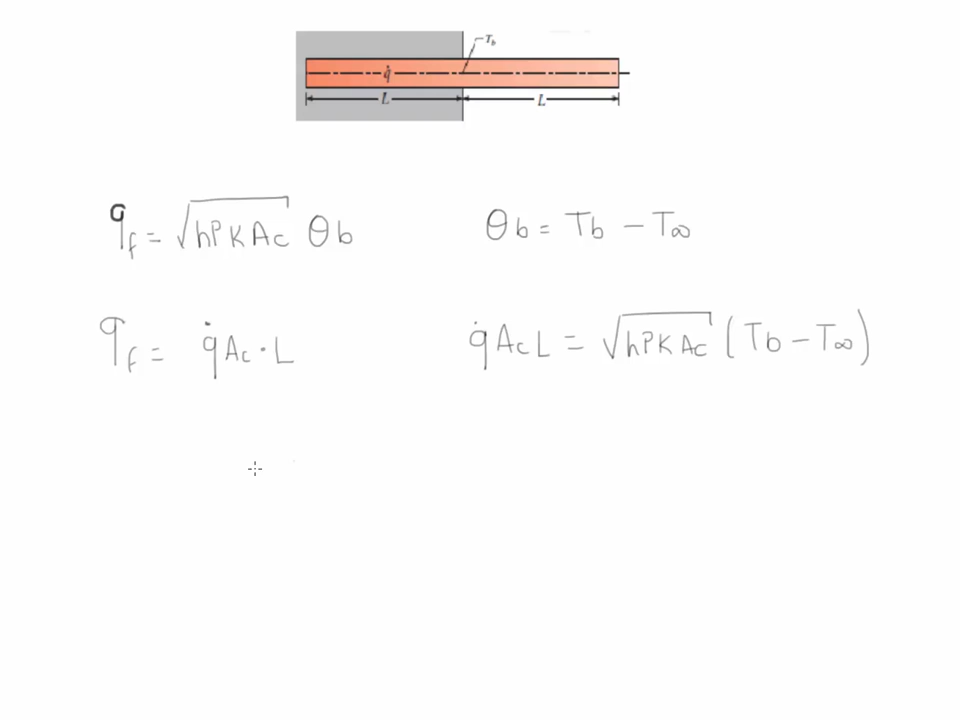 T_b
q̇
L L
q_f = √(hPKAc) θb θb = Tb − T∞
q_f = q̇Ac · L q̇AcL = √(hPKAc) (Tb − T∞)